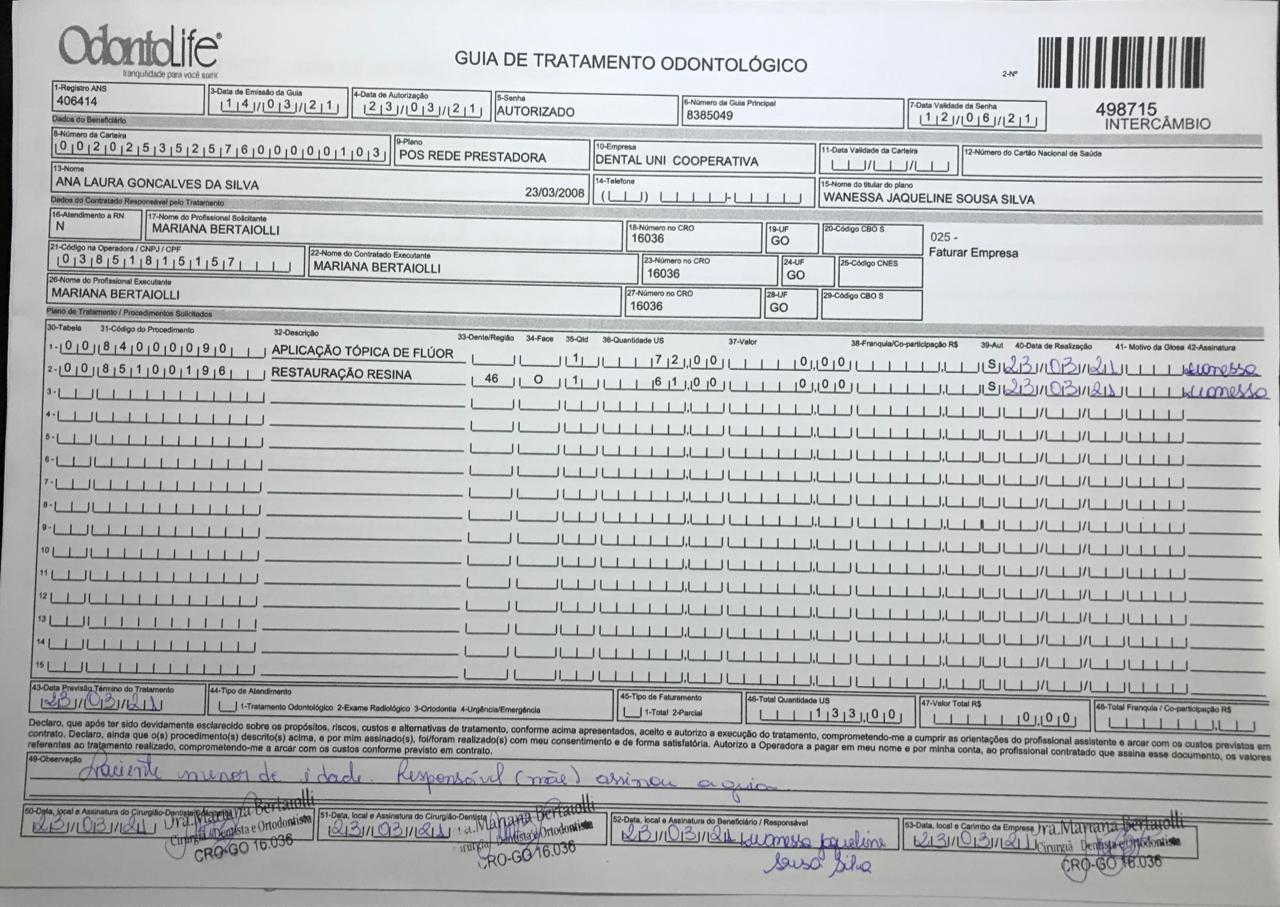 OdontoLife
tranquilidade para você sorrir
GUIA DE TRATAMENTO ODONTOLÓGICO
2-Nº
498715
INTERCÂMBIO
1-Registro ANS
406414
3-Data de Emissão da Guia
14/03/21
4-Data de Autorização
23/03/21
5-Senha
AUTORIZADO
6-Número da Guia Principal
8385049
7-Data Validade da Senha
12/06/21
Dados do Beneficiário
8-Número da Carteira
00202535257600000103
9-Plano
POS REDE PRESTADORA
10-Empresa
DENTAL UNI COOPERATIVA
11-Data Validade da Carteira
12-Número do Cartão Nacional de Saúde
13-Nome
ANA LAURA GONCALVES DA SILVA 23/03/2008
14-Telefone
15-Nome do titular do plano
WANESSA JAQUELINE SOUSA SILVA
Dados do Contratado Responsável pelo Tratamento
16-Atendimento a RN
N
17-Nome do Profissional Solicitante
MARIANA BERTAIOLLI
18-Número no CRO
16036
19-UF
GO
20-Código CBO S
025 -
Faturar Empresa
21-Código na Operadora / CNPJ / CPF
03851815157
22-Nome do Contratado Executante
MARIANA BERTAIOLLI
23-Número no CRO
16036
24-UF
GO
25-Código CNES
26-Nome do Profissional Executante
MARIANA BERTAIOLLI
27-Número no CRO
16036
28-UF
GO
29-Código CBO S
Plano de Tratamento / Procedimentos Solicitados
30-Tabela 31-Código do Procedimento 32-Descrição 33-Dente/Região 34-Face 35-Qtd 36-Quantidade US 37-Valor 38-Franquia/Co-participação R$ 39-Aut 40-Data de Realização 41- Motivo da Glosa 42-Assinatura
1- 00 84000090 APLICAÇÃO TÓPICA DE FLÚOR 1 72,00 0,00 S 23/03/21 Wanessa
2- 00 85100196 RESTAURAÇÃO RESINA 46 O 1 61,00 0,00 S 23/03/21 Wanessa
3-
4-
5-
6-
7-
8-
9-
10
11
12
13
14
15
43-Data Previsão Término do Tratamento
23/03/21
44-Tipo de Atendimento
1-Tratamento Odontológico 2-Exame Radiológico 3-Ortodontia 4-Urgência/Emergência
45-Tipo de Faturamento
1-Total 2-Parcial
46-Total Quantidade US
133,00
47-Valor Total R$
0,00
48-Total Franquia / Co-participação R$
Declaro, que após ter sido devidamente esclarecido sobre os propósitos, riscos, custos e alternativas de tratamento, conforme acima apresentados, aceito e autorizo a execução do tratamento, comprometendo-me a cumprir as orientações do profissional assistente e arcar com os custos previstos em
contrato. Declaro, ainda que o(s) procedimento(s) descrito(s) acima, e por mim assinado(s), foi/foram realizado(s) com meu consentimento e de forma satisfatória. Autorizo a Operadora a pagar em meu nome e por minha conta, ao profissional contratado que assina esse documento, os valores
referentes ao tratamento realizado, comprometendo-me a arcar com os custos conforme previsto em contrato.
49-Observação
Paciente menor de idade. Responsável (mãe) assinou a guia.
50-Data, local e Assinatura do Cirurgião-Dentista
23/03/21
Dra. Mariana Bertaiolli
Cirurgiã Dentista e Ortodontista
CRO-GO 16.036
51-Data, local e Assinatura do Cirurgião-Dentista
23/03/21
Mariana Bertaiolli
Cirurgiã Dentista e Ortodontista
CRO-GO 16.036
52-Data, local e Assinatura do Beneficiário / Responsável
23/03/21 Wanessa Jaqueline
Sousa Silva
53-Data, local e Carimbo da Empresa
23/03/21
Dra. Mariana Bertaiolli
Cirurgiã Dentista e Ortodontista
CRO-GO 16.036